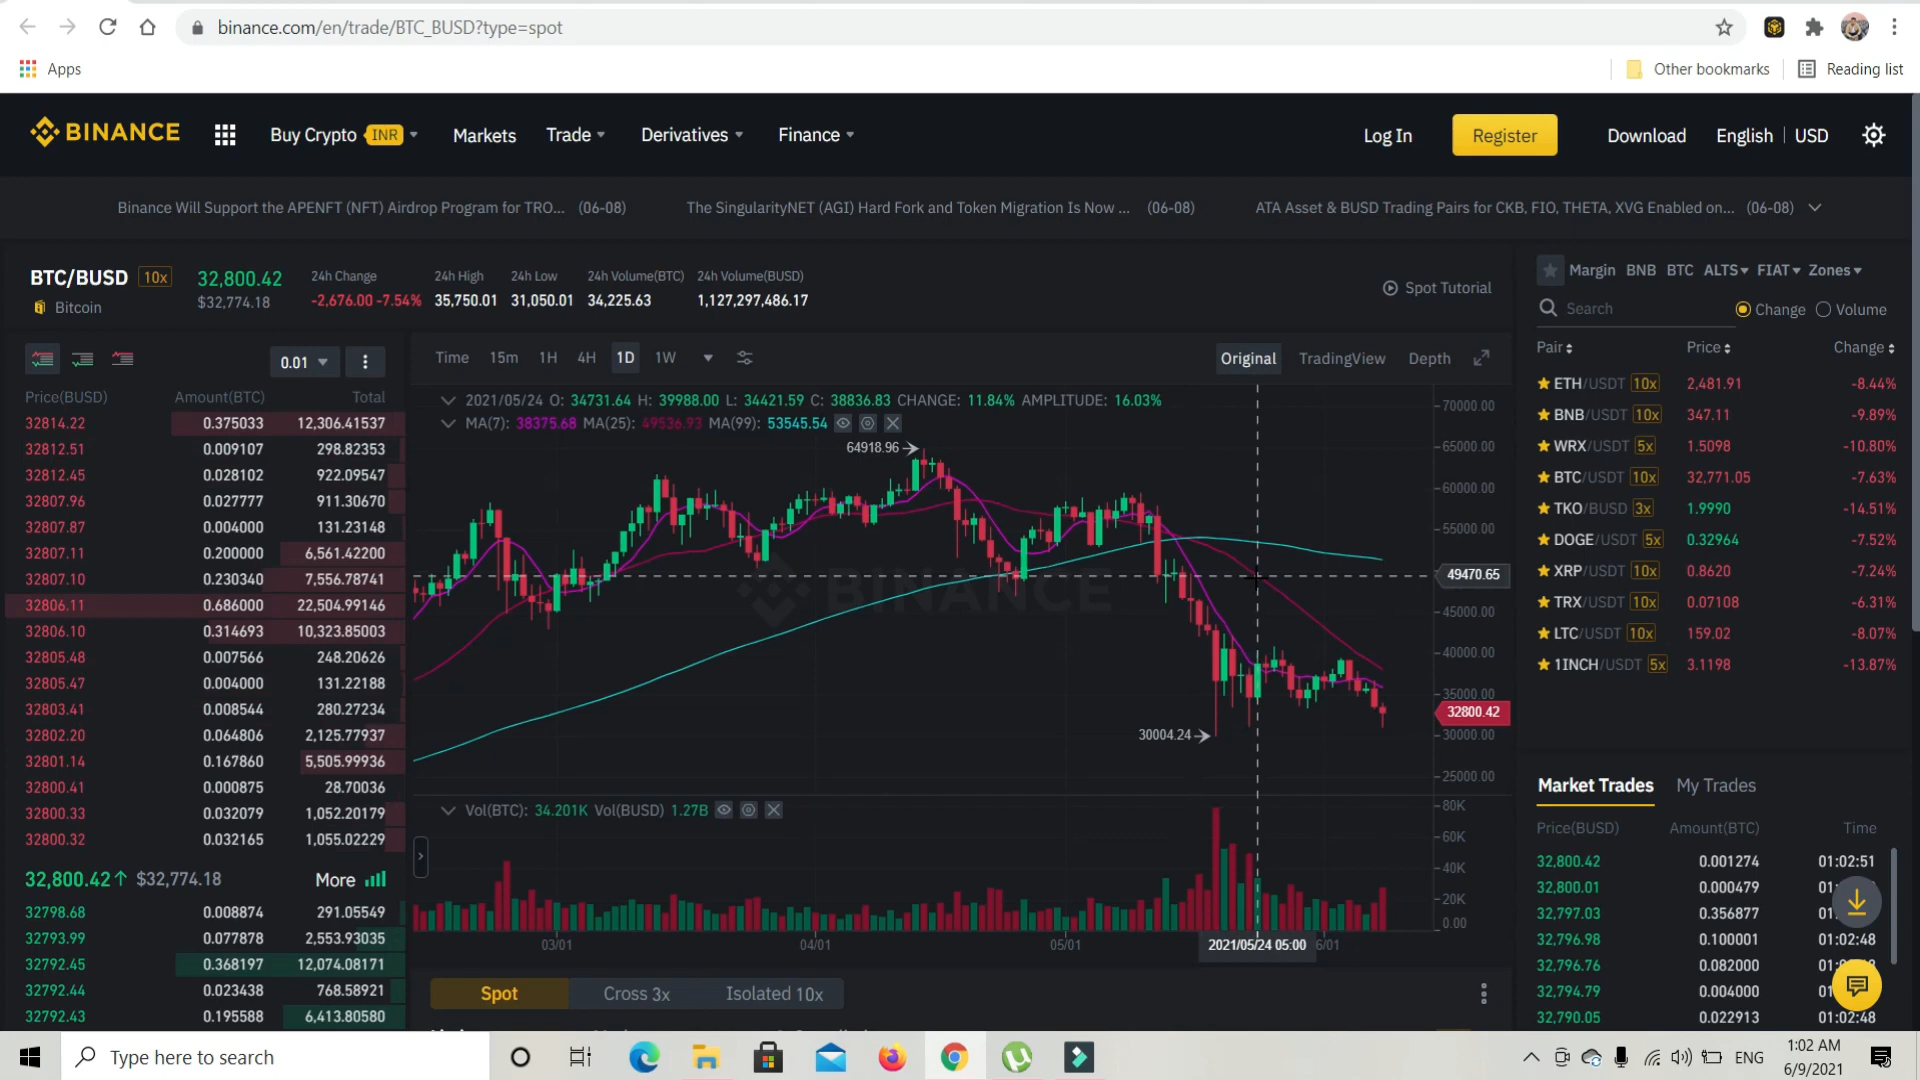 binance.com/en/trade/BTC_BUSD?type=spot
Apps
Other bookmarks
Reading list
BINANCE
Buy Crypto INR
Markets
Trade
Derivatives
Finance
Log In
Register
Download
English
USD
Binance Will Support the APENFT (NFT) Airdrop Program for TRO... (06-08)
The SingularityNET (AGI) Hard Fork and Token Migration Is Now ... (06-08)
ATA Asset & BUSD Trading Pairs for CKB, FIO, THETA, XVG Enabled on... (06-08)
BTC/BUSD 10x
Bitcoin
32,800.42
$32,774.18
24h Change
-2,676.00 -7.54%
24h High
35,750.01
24h Low
31,050.01
24h Volume(BTC)
34,225.63
24h Volume(BUSD)
1,127,297,486.17
Spot Tutorial
0.01
Price(BUSD) Amount(BTC) Total
32814.22 0.375033 12,306.41537
32812.51 0.009107 298.82353
32812.45 0.028102 922.09547
32807.96 0.027777 911.30670
32807.87 0.004000 131.23148
32807.11 0.200000 6,561.42200
32807.10 0.230340 7,556.78741
32806.11 0.686000 22,504.99146
32806.10 0.314693 10,323.85003
32805.48 0.007566 248.20626
32805.47 0.004000 131.22188
32803.41 0.008544 280.27234
32802.20 0.064806 2,125.77937
32801.14 0.167860 5,505.99936
32800.41 0.000875 28.70036
32800.33 0.032079 1,052.20179
32800.32 0.032165 1,055.02229
32,800.42↑ $32,774.18 More
32798.68 0.008874 291.05549
32793.99 0.077878 2,553.93035
32792.45 0.368197 12,074.08171
32792.44 0.023438 768.58921
32792.43 0.195588 6,413.80580
Time 15m 1H 4H 1D 1W
Original TradingView Depth
2021/05/24 O: 34731.64 H: 39988.00 L: 34421.59 C: 38836.83 CHANGE: 11.84% AMPLITUDE: 16.03%
MA(7): 38375.68 MA(25): 49536.93 MA(99): 53545.54
64918.96
30004.24
BINANCE
70000.00
65000.00
60000.00
55000.00
49470.65
45000.00
40000.00
35000.00
32800.42
30000.00
25000.00
Vol(BTC): 34.201K Vol(BUSD) 1.27B
80K
60K
40K
20K
0.00
03/01 04/01 05/01 2021/05/24 05:00 6/01
Spot Cross 3x Isolated 10x
Margin BNB BTC ALTS FIAT Zones
Search
Change Volume
Pair Price Change
ETH/USDT 10x 2,481.91 -8.44%
BNB/USDT 10x 347.11 -9.89%
WRX/USDT 5x 1.5098 -10.80%
BTC/USDT 10x 32,771.05 -7.63%
TKO/BUSD 3x 1.9990 -14.51%
DOGE/USDT 5x 0.32964 -7.52%
XRP/USDT 10x 0.8620 -7.24%
TRX/USDT 10x 0.07108 -6.31%
LTC/USDT 10x 159.02 -8.07%
1INCH/USDT 5x 3.1198 -13.87%
Market Trades My Trades
Price(BUSD) Amount(BTC) Time
32,800.42 0.001274 01:02:51
32,800.01 0.000479 01:
32,797.03 0.356877 01:
32,796.98 0.100001 01:02:48
32,796.76 0.082000
32,794.79 0.004000
32,790.05 0.022913 01:02:48
Type here to search
ENG
1:02 AM
6/9/2021